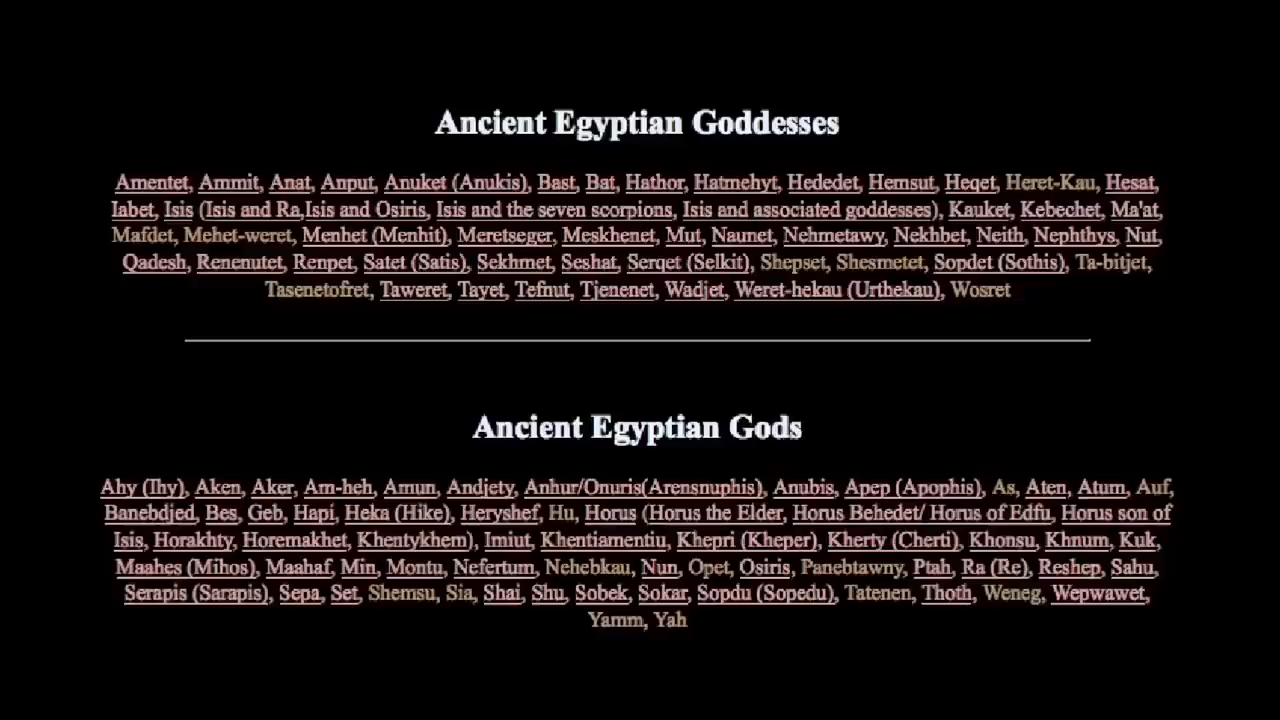 Ancient Egyptian Goddesses
Amentet, Ammit, Anat, Anput, Anuket (Anukis), Bast, Bat, Hathor, Hatmehyt, Hededet, Hemsut, Heqet, Heret-Kau, Hesat,
Iabet, Isis (Isis and Ra,Isis and Osiris, Isis and the seven scorpions, Isis and associated goddesses), Kauket, Kebechet, Ma'at,
Mafdet, Mehet-weret, Menhet (Menhit), Meretseger, Meskhenet, Mut, Naunet, Nehmetawy, Nekhbet, Neith, Nephthys, Nut,
Qadesh, Renenutet, Renpet, Satet (Satis), Sekhmet, Seshat, Serqet (Selkit), Shepset, Shesmetet, Sopdet (Sothis), Ta-bitjet,
Tasenetofret, Taweret, Tayet, Tefnut, Tjenenet, Wadjet, Weret-hekau (Urthekau), Wosret
Ancient Egyptian Gods
Ahy (Ihy), Aken, Aker, Am-heh, Amun, Andjety, Anhur/Onuris(Arensnuphis), Anubis, Apep (Apophis), As, Aten, Atum, Auf,
Banebdjed, Bes, Geb, Hapi, Heka (Hike), Heryshef, Hu, Horus (Horus the Elder, Horus Behedet/ Horus of Edfu, Horus son of
Isis, Horakhty, Horemakhet, Khentykhem), Imiut, Khentiamentiu, Khepri (Kheper), Kherty (Cherti), Khonsu, Khnum, Kuk,
Maahes (Mihos), Maahaf, Min, Montu, Nefertum, Nehebkau, Nun, Opet, Osiris, Panebtawny, Ptah, Ra (Re), Reshep, Sahu,
Serapis (Sarapis), Sepa, Set, Shemsu, Sia, Shai, Shu, Sobek, Sokar, Sopdu (Sopedu), Tatenen, Thoth, Weneg, Wepwawet,
Yamm, Yah